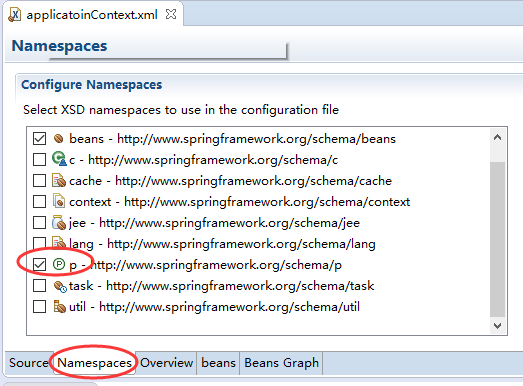 applicatoinContext.xml
Namespaces
Configure Namespaces
Select XSD namespaces to use in the configuration file
beans - http://www.springframework.org/schema/beans
c - http://www.springframework.org/schema/c
cache - http://www.springframework.org/schema/cache
context - http://www.springframework.org/schema/context
jee - http://www.springframework.org/schema/jee
lang - http://www.springframework.org/schema/lang
p - http://www.springframework.org/schema/p
task - http://www.springframework.org/schema/task
util - http://www.springframework.org/schema/util
Source Namespaces Overview beans Beans Graph